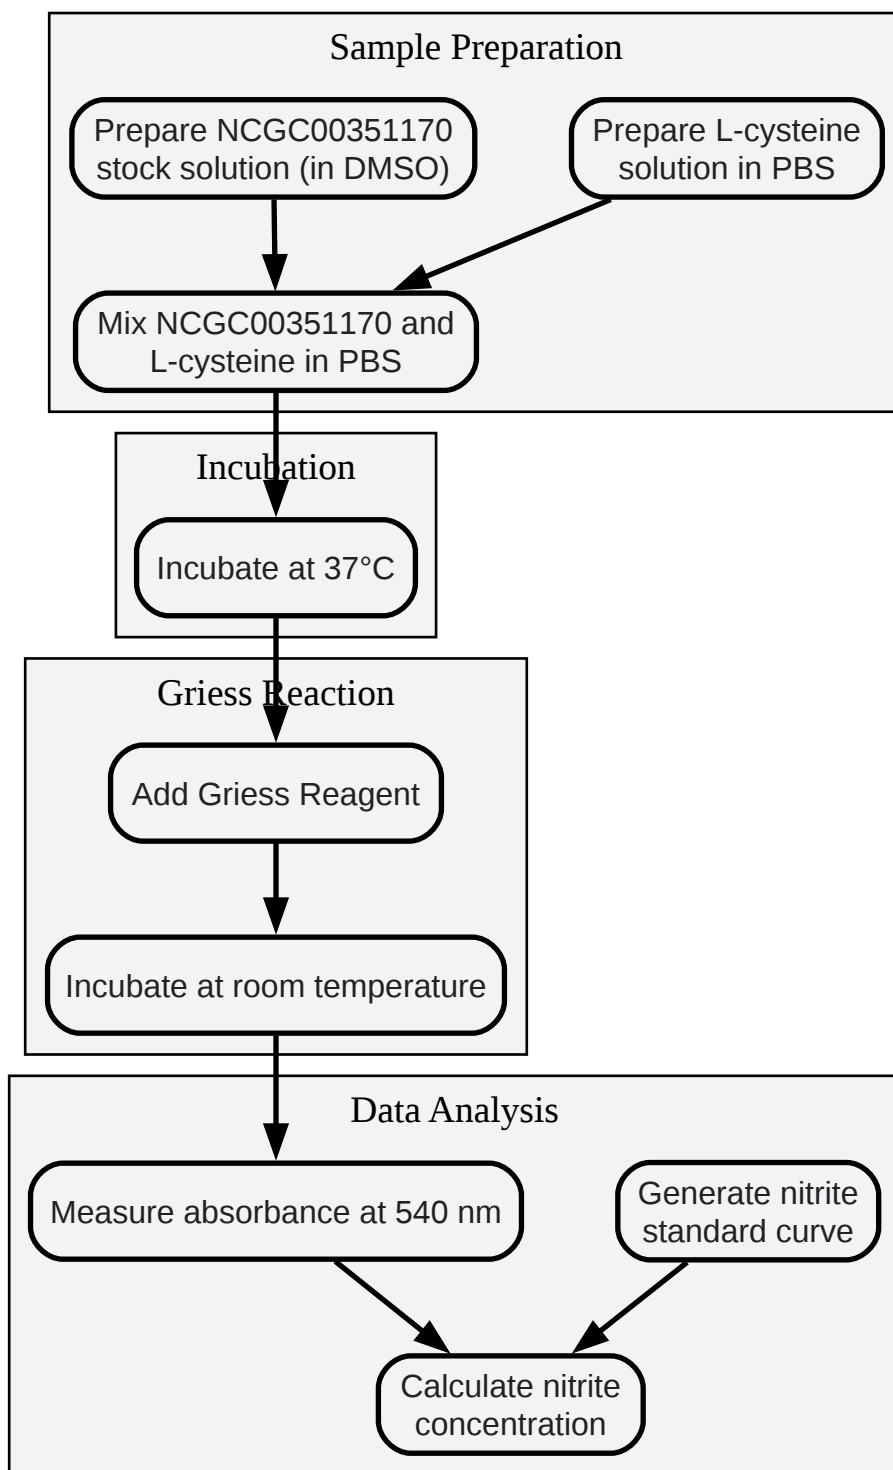 Sample Preparation
Prepare NCGC00351170
stock solution (in DMSO)
Prepare L-cysteine
solution in PBS
Mix NCGC00351170 and
L-cysteine in PBS
Incubation
Incubate at 37°C
Griess Reaction
Add Griess Reagent
Incubate at room temperature
Data Analysis
Measure absorbance at 540 nm
Generate nitrite
standard curve
Calculate nitrite
concentration